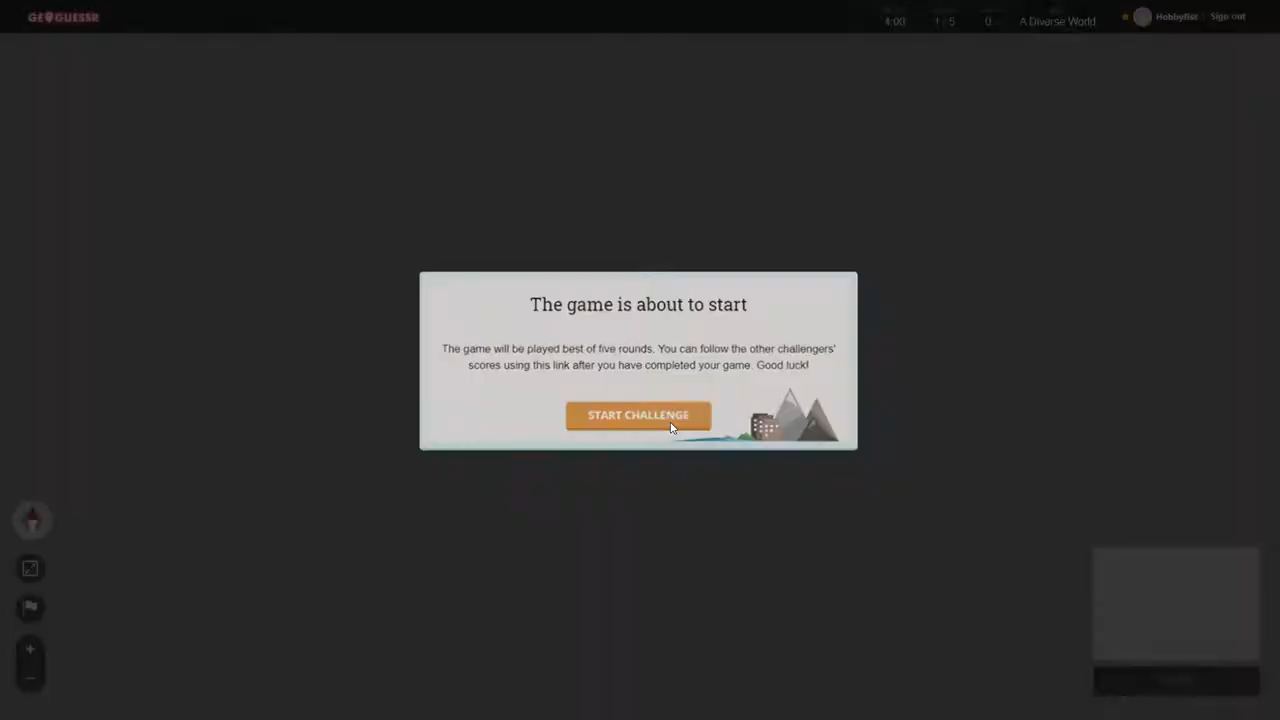 GEOGUESSR
4:00 1 / 5 0 A Diverse World Hobbyfist Sign out
The game is about to start
The game will be played best of five rounds. You can follow the other challengers'
scores using this link after you have completed your game. Good luck!
START CHALLENGE
+
−